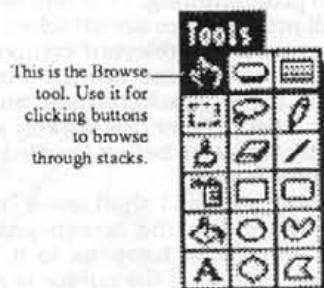 Tools
This is the Browse
tool. Use it for
clicking buttons
to browse
through stacks.
A